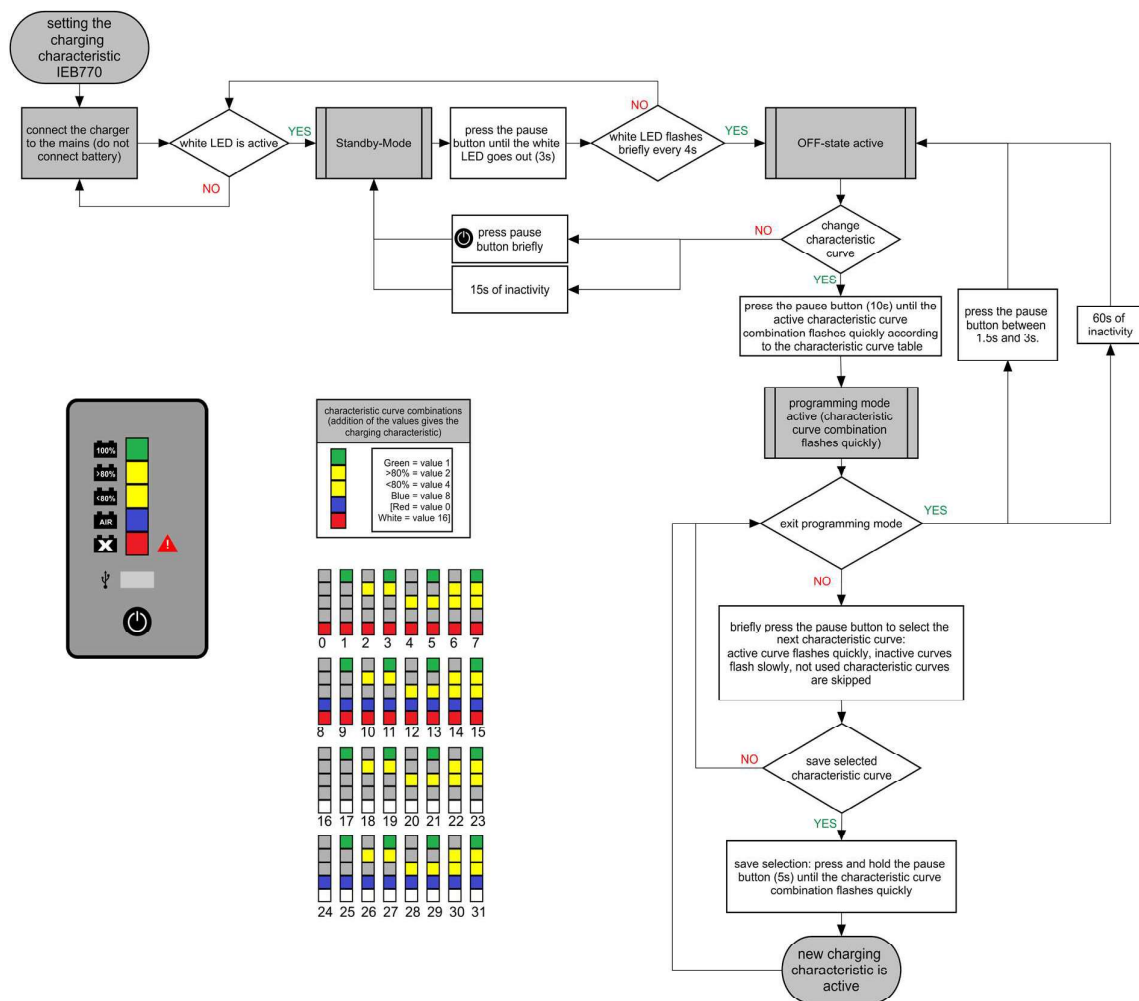 setting the
charging
characteristic
IEB770
connect the charger
to the mains (do not
connect battery)
white LED is active
YES
NO
Standby-Mode
press the pause
button until the white
LED goes out (3s)
NO
white LED flashes
briefly every 4s
YES
OFF-state active
change
characteristic
curve
NO
YES
press pause
button briefly
15s of inactivity
press the pause button (10s) until the
active characteristic curve
combination flashes quickly according
to the characteristic curve table
press the pause
button between
1.5s and 3s.
60s of
inactivity
programming mode
active (characteristic
curve combination
flashes quickly)
exit programming mode
YES
NO
briefly press the pause button to select the
next characteristic curve:
active curve flashes quickly, inactive curves
flash slowly, not used characteristic curves
are skipped
NO
save selected
characteristic curve
YES
save selection: press and hold the pause
button (5s) until the characteristic curve
combination flashes quickly
new charging
characteristic is
active
100%
>80%
<80%
AIR
X
!
characteristic curve combinations
(addition of the values gives the
charging characteristic)
Green = value 1
>80% = value 2
<80% = value 4
Blue = value 8
[Red = value 0
White = value 16]
0 1 2 3 4 5 6 7
8 9 10 11 12 13 14 15
16 17 18 19 20 21 22 23
24 25 26 27 28 29 30 31